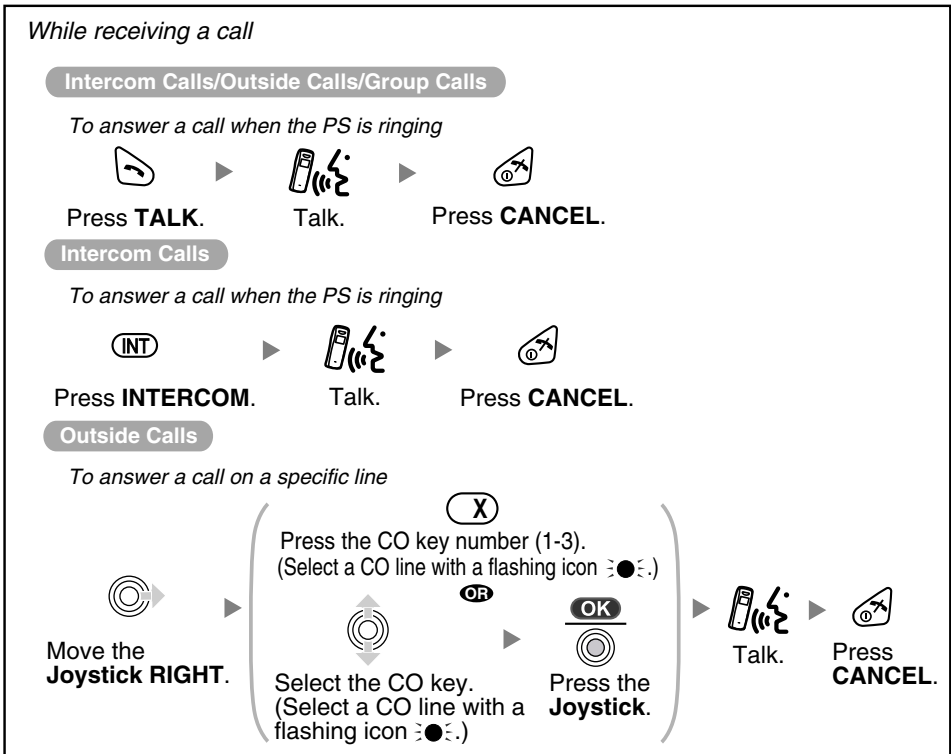 While receiving a call
Intercom Calls/Outside Calls/Group Calls
To answer a call when the PS is ringing
Press TALK.
Talk.
Press CANCEL.
Intercom Calls
To answer a call when the PS is ringing
INT
Press INTERCOM.
Talk.
Press CANCEL.
Outside Calls
To answer a call on a specific line
Move the
Joystick RIGHT.
X
Press the CO key number (1-3).
(Select a CO line with a flashing icon .)
OR
Select the CO key.
(Select a CO line with a
flashing icon .)
OK
Press the
Joystick.
Talk.
Press
CANCEL.